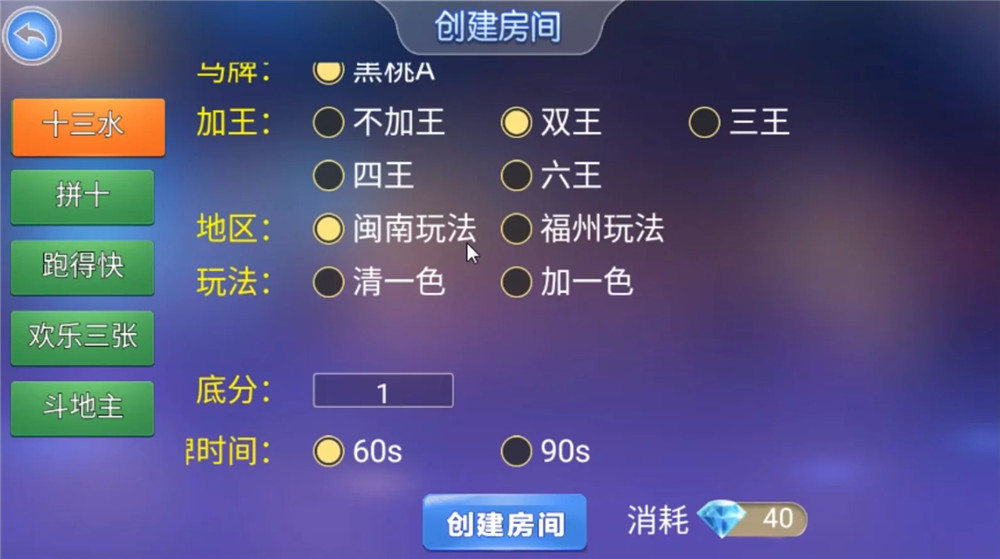 创建房间
马牌： 黑桃A
十三水
加王： 不加王 双王 三王
四王 六王
拼十
地区： 闽南玩法 福州玩法
跑得快
玩法： 清一色 加一色
欢乐三张
底分： 1
斗地主
牌时间： 60s 90s
创建房间 消耗 40